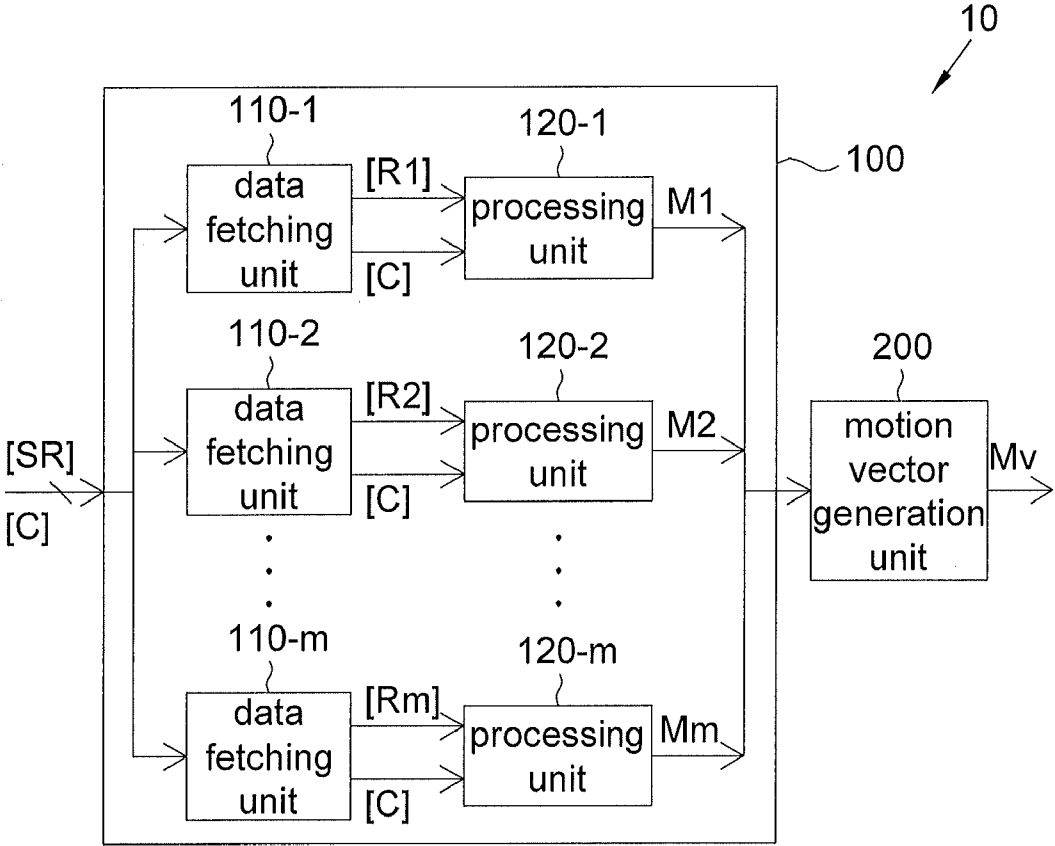 10
110-1
120-1
100
data
fetching
unit
[R1]
[C]
processing
unit
M1
110-2
120-2
200
data
fetching
unit
[R2]
[C]
processing
unit
M2
[SR]
[C]
motion
vector
generation
unit
Mv
110-m
120-m
data
fetching
unit
[Rm]
[C]
processing
unit
Mm